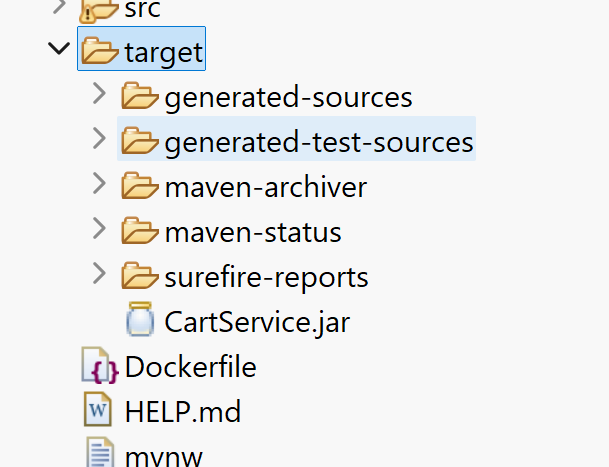 src
target
generated-sources
generated-test-sources
maven-archiver
maven-status
surefire-reports
CartService.jar
Dockerfile
HELP.md
mvnw